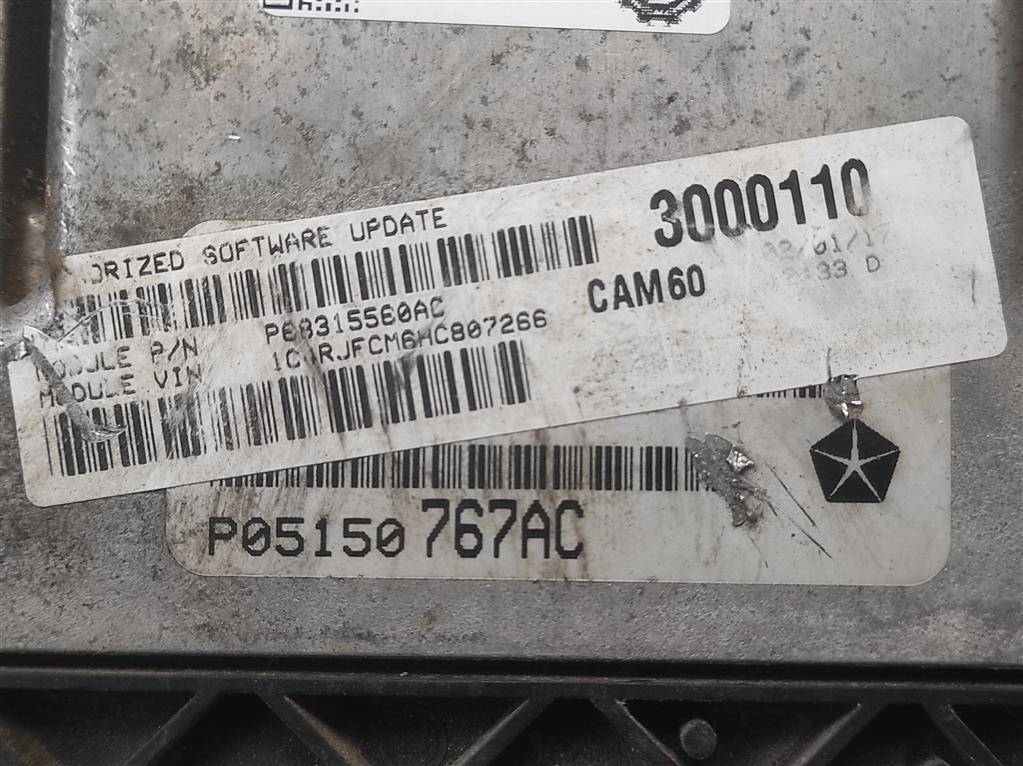 3000110
ORIZED SOFTWARE UPDATE
CAM60
P68315560AC
MODULE P/N
MODULE VIN
P05150767AC